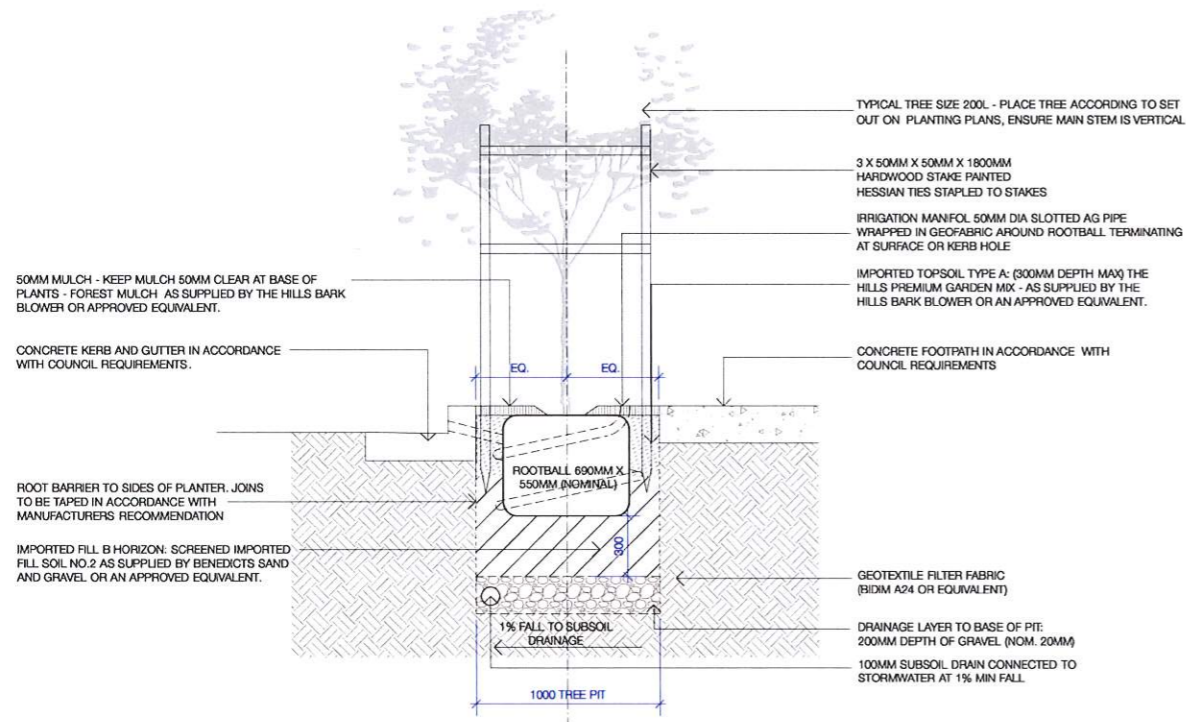 TYPICAL TREE SIZE 200L - PLACE TREE ACCORDING TO SET
OUT ON PLANTING PLANS, ENSURE MAIN STEM IS VERTICAL
3 X 50MM X 50MM X 1800MM
HARDWOOD STAKE PAINTED
HESSIAN TIES STAPLED TO STAKES
IRRIGATION MANIFOL 50MM DIA SLOTTED AG PIPE
WRAPPED IN GEOFABRIC AROUND ROOTBALL TERMINATING
AT SURFACE OR KERB HOLE
IMPORTED TOPSOIL TYPE A: (300MM DEPTH MAX) THE
HILLS PREMIUM GARDEN MIX - AS SUPPLIED BY THE
HILLS BARK BLOWER OR AN APPROVED EQUIVALENT.
50MM MULCH - KEEP MULCH 50MM CLEAR AT BASE OF
PLANTS - FOREST MULCH AS SUPPLIED BY THE HILLS BARK
BLOWER OR APPROVED EQUIVALENT.
CONCRETE KERB AND GUTTER IN ACCORDANCE
WITH COUNCIL REQUIREMENTS.
EQ.
EQ.
CONCRETE FOOTPATH IN ACCORDANCE WITH
COUNCIL REQUIREMENTS
ROOTBALL 690MM X
550MM (NOMINAL)
ROOT BARRIER TO SIDES OF PLANTER. JOINS
TO BE TAPED IN ACCORDANCE WITH
MANUFACTURERS RECOMMENDATION
IMPORTED FILL B HORIZON: SCREENED IMPORTED
FILL SOIL NO.2 AS SUPPLIED BY BENEDICTS SAND
AND GRAVEL OR AN APPROVED EQUIVALENT.
300
GEOTEXTILE FILTER FABRIC
(BIDIM A24 OR EQUIVALENT)
1% FALL TO SUBSOIL
DRAINAGE
DRAINAGE LAYER TO BASE OF PIT:
200MM DEPTH OF GRAVEL (NOM. 20MM)
100MM SUBSOIL DRAIN CONNECTED TO
STORMWATER AT 1% MIN FALL
1000 TREE PIT